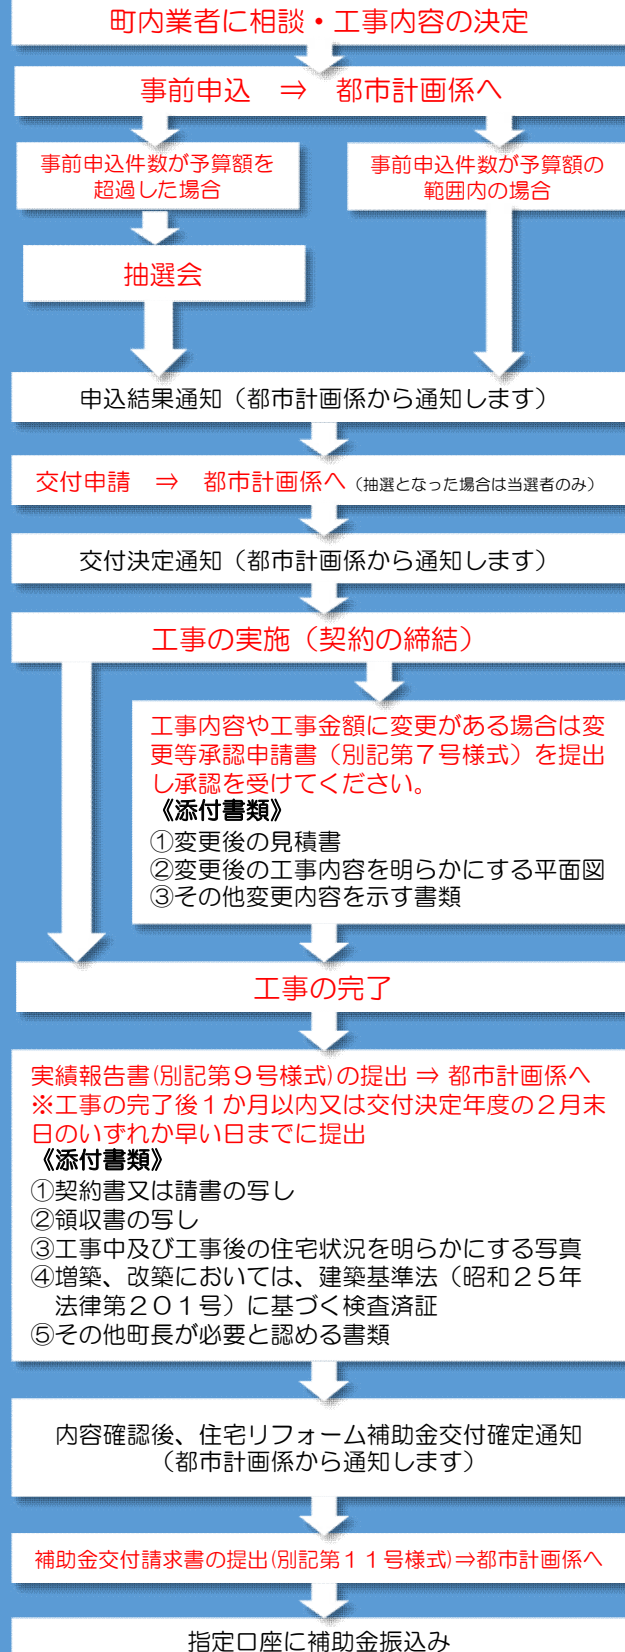 町内業者に相談・工事内容の決定
事前申込　⇒　都市計画係へ
事前申込件数が予算額を
超過した場合
事前申込件数が予算額の
範囲内の場合
抽選会
申込結果通知（都市計画係から通知します）
交付申請　⇒　都市計画係へ（抽選となった場合は当選者のみ）
交付決定通知（都市計画係から通知します）
工事の実施（契約の締結）
工事内容や工事金額に変更がある場合は変
更等承認申請書（別記第７号様式）を提出
し承認を受けてください。
《添付書類》
①変更後の見積書
②変更後の工事内容を明らかにする平面図
③その他変更内容を示す書類
工事の完了
実績報告書(別記第９号様式)の提出 ⇒ 都市計画係へ
※工事の完了後１か月以内又は交付決定年度の２月末
日のいずれか早い日までに提出
《添付書類》
①契約書又は請書の写し
②領収書の写し
③工事中及び工事後の住宅状況を明らかにする写真
④増築、改築においては、建築基準法（昭和２５年
法律第２０１号）に基づく検査済証
⑤その他町長が必要と認める書類
内容確認後、住宅リフォーム補助金交付確定通知
（都市計画係から通知します）
補助金交付請求書の提出(別記第１１号様式)⇒都市計画係へ
指定口座に補助金振込み